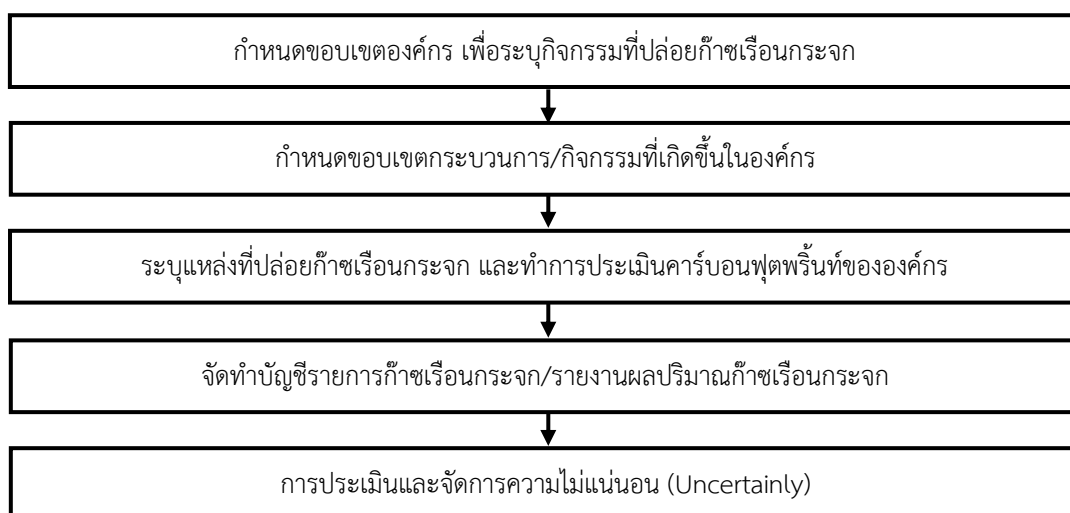 กำหนดขอบเขตองค์กร เพื่อระบุกิจกรรมที่ปล่อยก๊าซเรือนกระจก
กำหนดขอบเขตกระบวนการ/กิจกรรมที่เกิดขึ้นในองค์กร
ระบุแหล่งที่ปล่อยก๊าซเรือนกระจก และทำการประเมินคาร์บอนฟุตพริ้นท์ขององค์กร
จัดทำบัญชีรายการก๊าซเรือนกระจก/รายงานผลปริมาณก๊าซเรือนกระจก
การประเมินและจัดการความไม่แน่นอน (Uncertainly)